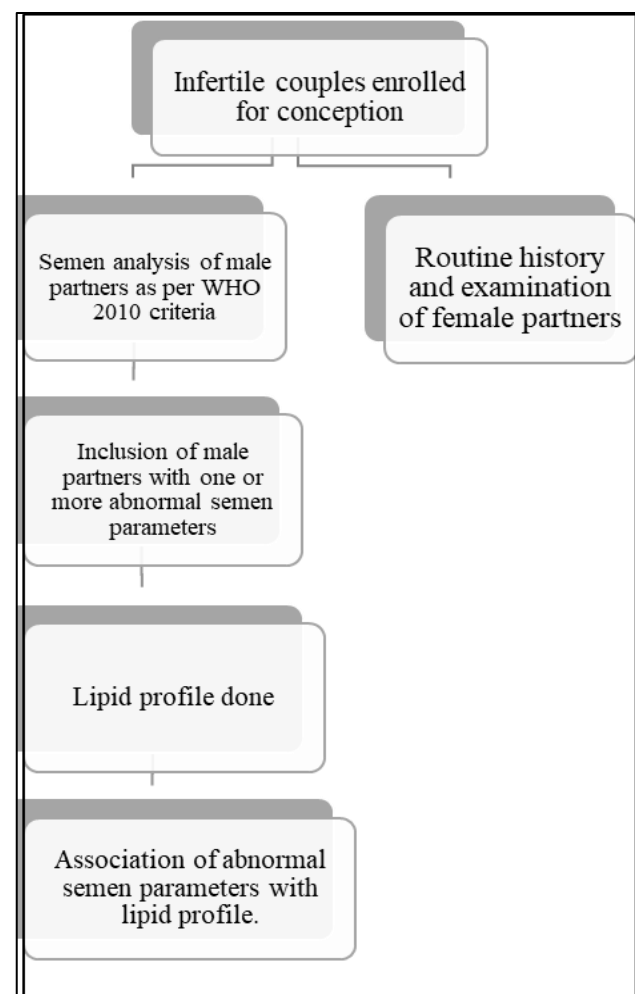 Infertile couples enrolled
for conception
Semen analysis of male
partners as per WHO
2010 criteria
Routine history
and examination
of female partners
Inclusion of male
partners with one or
more abnormal semen
parameters
Lipid profile done
Association of abnormal
semen parameters with
lipid profile.